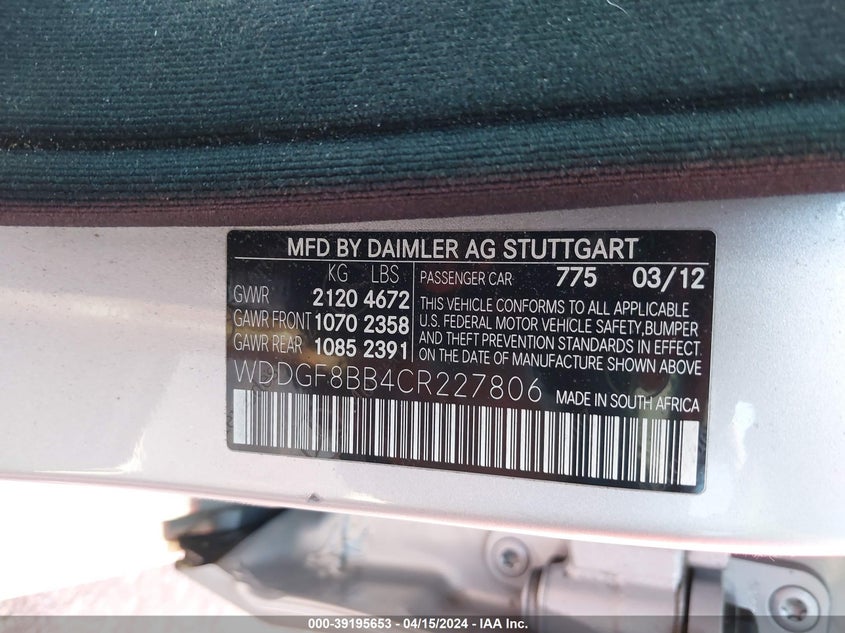 MFD BY DAIMLER AG STUTTGART
KG LBS PASSENGER CAR 775 03/12
GVWR 2120 4672
GAWR FRONT 1070 2358
GAWR REAR 1085 2391
THIS VEHICLE CONFORMS TO ALL APPLICABLE
U.S. FEDERAL MOTOR VEHICLE SAFETY,BUMPER
AND THEFT PREVENTION STANDARDS IN EFFECT
ON THE DATE OF MANUFACTURE SHOWN ABOVE
WDDGF8BB4CR227806 MADE IN SOUTH AFRICA
000-39195653 - 04/15/2024 - IAA Inc.